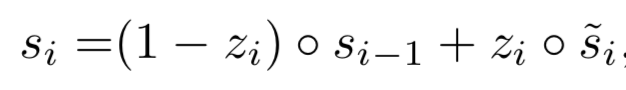 s_i = (1 − z_i) ∘ s_{i−1} + z_i ∘ s̃_i,